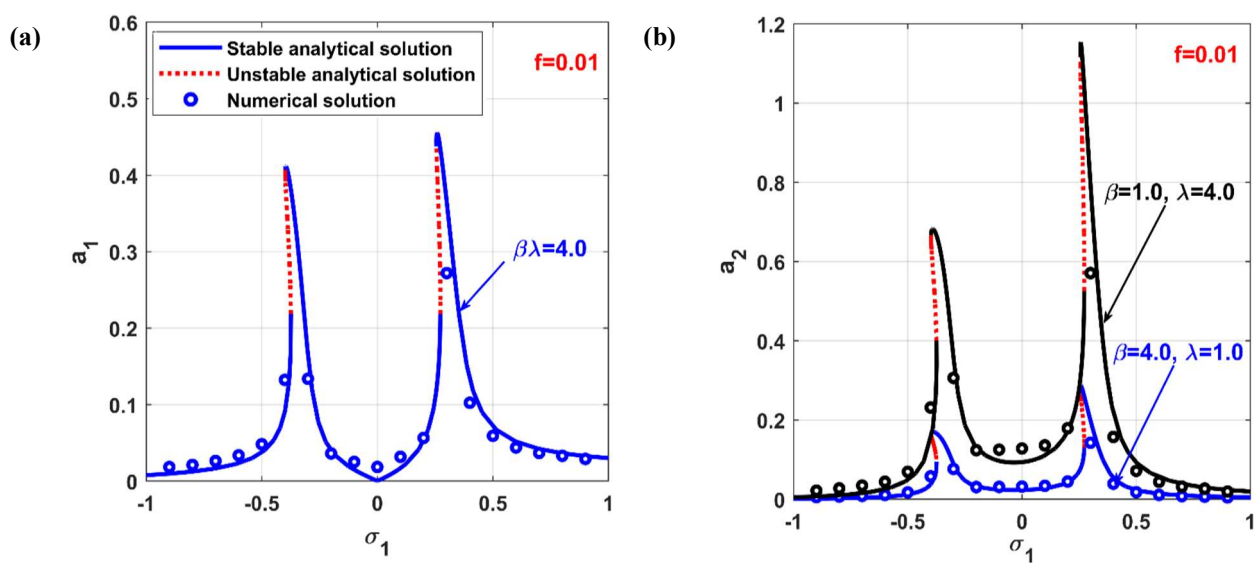 (a)
0.6
0.5
0.4
0.3
0.2
0.1
0
a1
Stable analytical solution
Unstable analytical solution
Numerical solution
f=0.01
βλ=4.0
-1
-0.5
0
0.5
1
σ1
(b)
1.2
1
0.8
0.6
0.4
0.2
0
a2
f=0.01
β=1.0, λ=4.0
β=4.0, λ=1.0
-1
-0.5
0
0.5
1
σ1